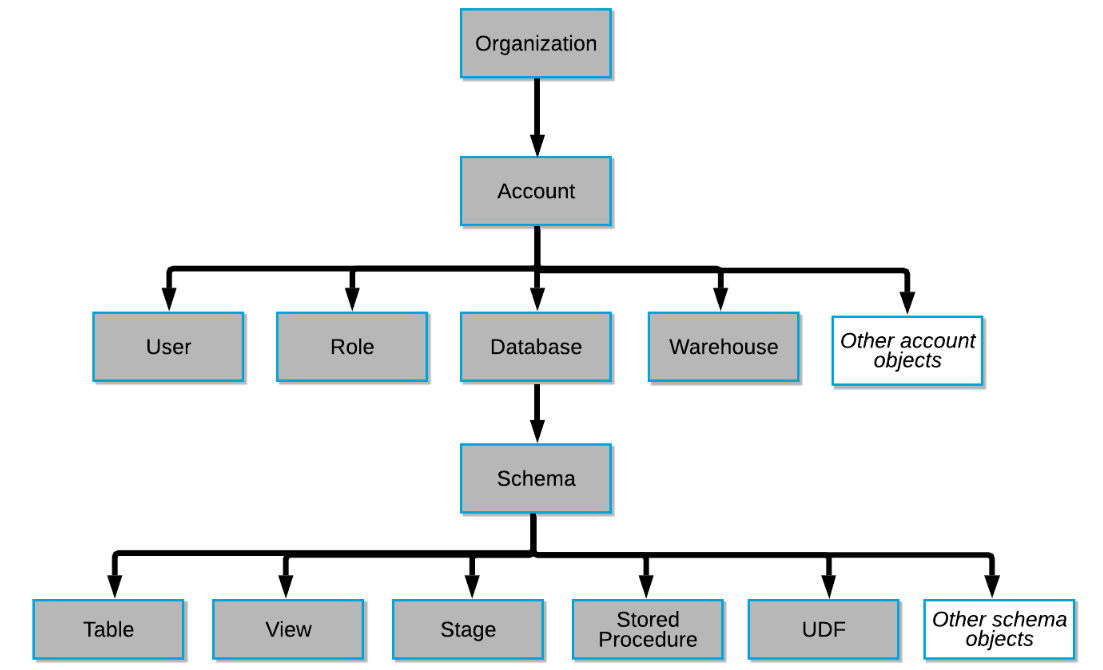 Organization
Account
User
Role
Database
Warehouse
Other account
objects
Schema
Table
View
Stage
Stored
Procedure
UDF
Other schema
objects